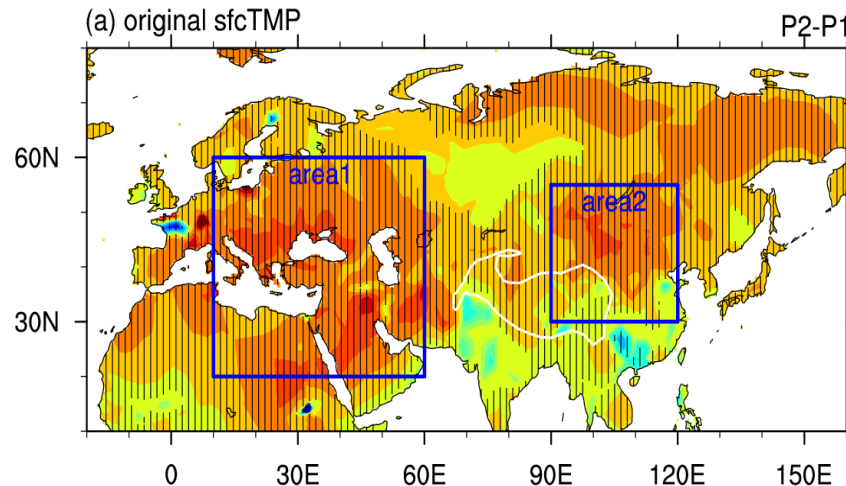 (a) original sfcTMP P2-P1
60N
area1
area2
30N
0 30E 60E 90E 120E 150E